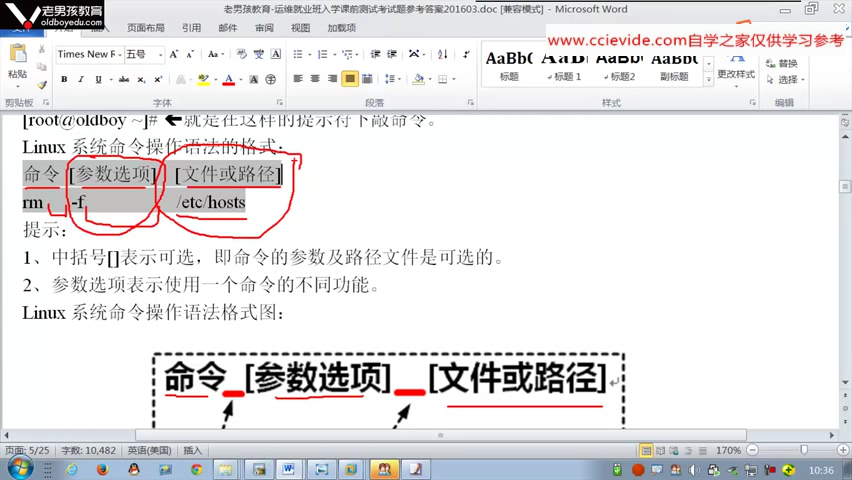 老男孩教育
oldboyedu.com
老男孩教育-运维就业班入学课前测试考试题参考答案201603.doc [兼容模式] - Microsoft Word
页面布局 引用 邮件 审阅 视图 加载项
www.ccievide.com自学之家仅供学习参考
粘贴
剪贴板
Times New R 五号
字体
段落
AaBb( 标题
标题 1
标题2
副标题
更改样式
样式
替换
选择
编辑
[root@oldboy ~]# 就是在这样的提示符下敲命令。
Linux 系统命令操作语法的格式：
命令 [参数选项] [文件或路径]
rm -f /etc/hosts
提示：
1、中括号[]表示可选，即命令的参数及路径文件是可选的。
2、参数选项表示使用一个命令的不同功能。
Linux 系统命令操作语法格式图：
命令 [参数选项] [文件或路径]
页面: 5/25 字数: 10,482 英语(美国) 插入 170%
10:36